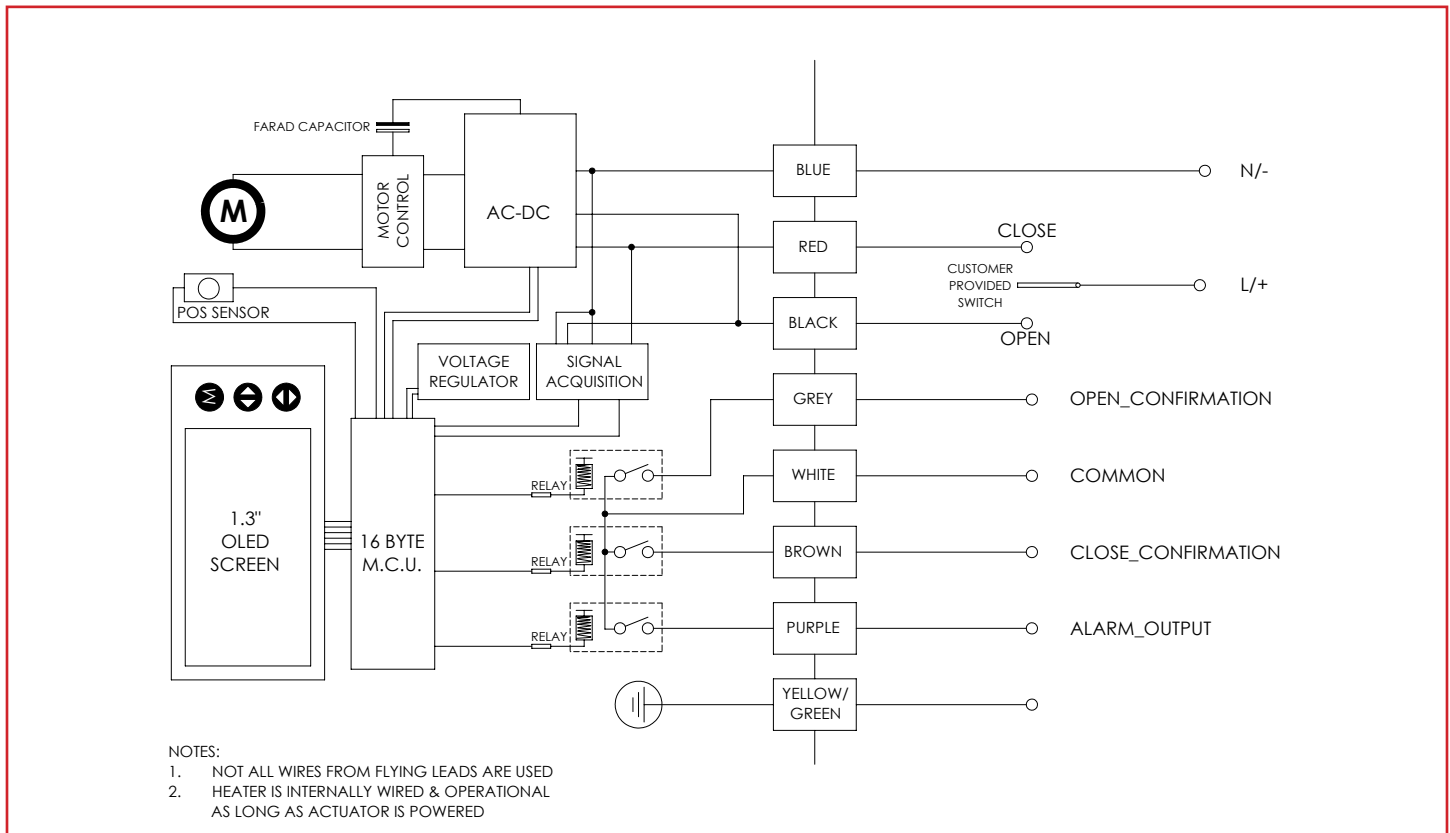 FARAD CAPACITOR
M
MOTOR
CONTROL
AC-DC
BLUE
N/-
RED
CLOSE
CUSTOMER
PROVIDED
SWITCH
L/+
POS SENSOR
BLACK
OPEN
VOLTAGE
REGULATOR
SIGNAL
ACQUISITION
M
GREY
OPEN_CONFIRMATION
RELAY
WHITE
COMMON
1.3"
OLED
SCREEN
16 BYTE
M.C.U.
RELAY
BROWN
CLOSE_CONFIRMATION
RELAY
PURPLE
ALARM_OUTPUT
YELLOW/
GREEN
NOTES:
1. NOT ALL WIRES FROM FLYING LEADS ARE USED
2. HEATER IS INTERNALLY WIRED & OPERATIONAL
AS LONG AS ACTUATOR IS POWERED